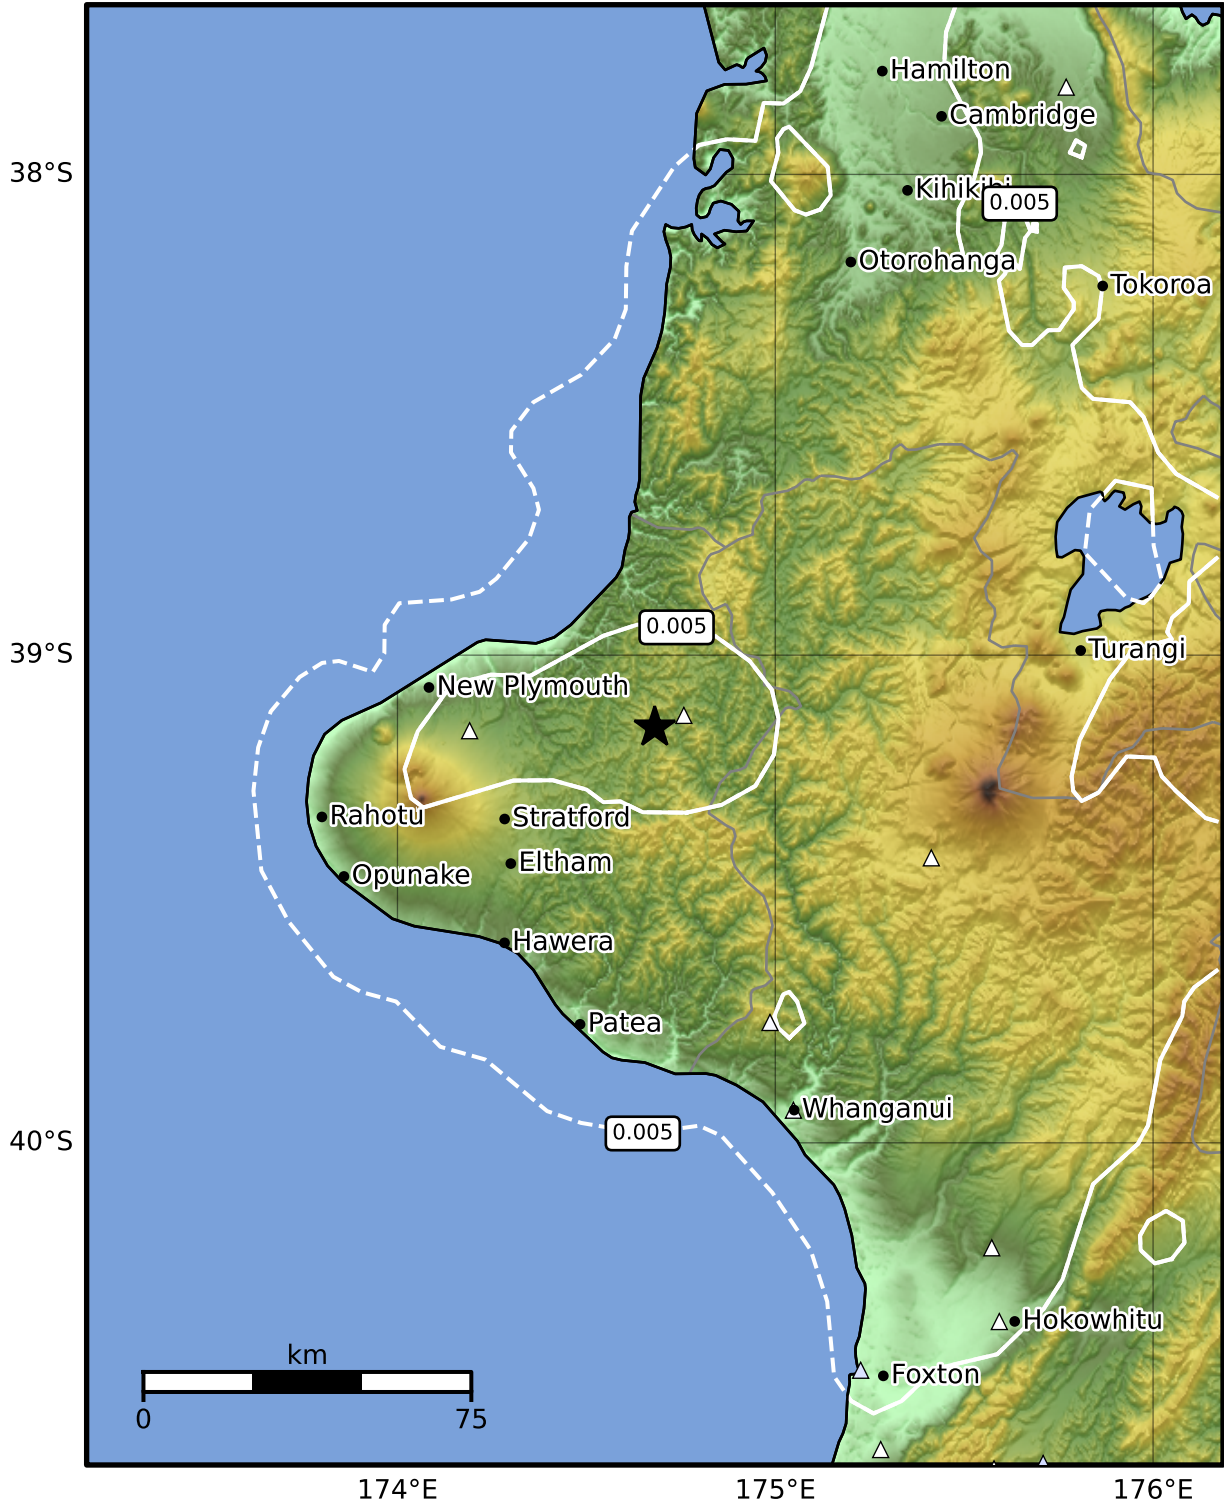 Hamilton
Cambridge
38°S
Kihikihi
0.005
Otorohanga
Tokoroa
0.005
39°S
Turangi
New Plymouth
Rahotu
Stratford
Eltham
Opunake
Hawera
Patea
Whanganui
0.005
40°S
Hokowhitu
km
Foxton
0
75
174°E
175°E
176°E